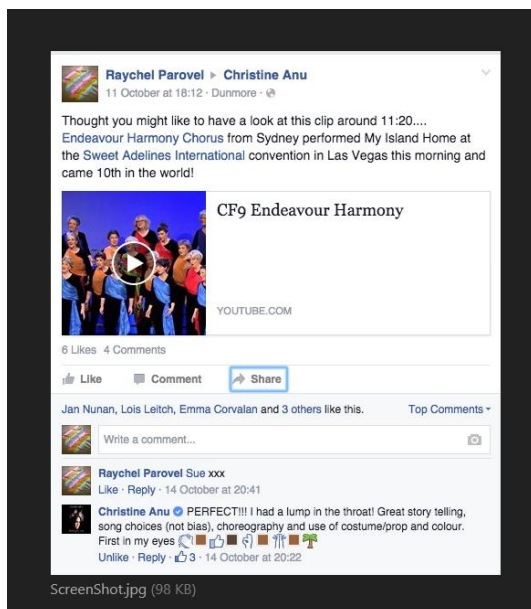 Raychel Parovel ▸ Christine Anu
11 October at 18:12 · Dunmore ·
Thought you might like to have a look at this clip around 11:20....
Endeavour Harmony Chorus from Sydney performed My Island Home at
the Sweet Adelines International convention in Las Vegas this morning and
came 10th in the world!
CF9 Endeavour Harmony
YOUTUBE.COM
6 Likes 4 Comments
Like Comment Share
Jan Nunan, Lois Leitch, Emma Corvalan and 3 others like this. Top Comments
Write a comment...
Raychel Parovel Sue xxx
Like · Reply · 14 October at 20:41
Christine Anu PERFECT!!! I had a lump in the throat! Great story telling,
song choices (not bias), choreography and use of costume/prop and colour.
First in my eyes
Unlike · Reply · 3 · 14 October at 20:22
ScreenShot.jpg (98 KB)